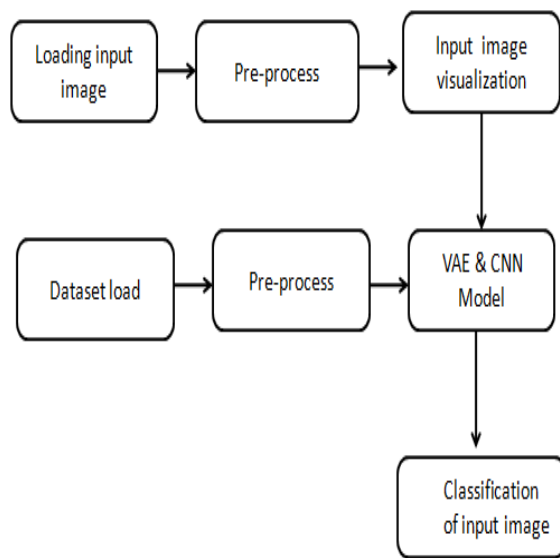 Loading input
image
Pre-process
Input image
visualization
Dataset load
Pre-process
VAE & CNN
Model
Classification
of input image